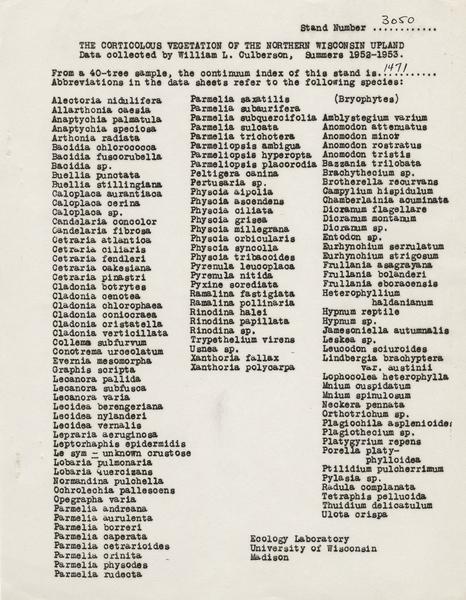 Stand Number ..3050........
THE CORTICOLOUS VEGETATION OF THE NORTHERN WISCONSIN UPLAND
Data collected by William L. Culberson, Summers 1952-1953.
From a 40-tree sample, the continuum index of this stand is..1471........
Abbreviations in the data sheets refer to the following species:
Alectoria nidulifera
Allarthonia caesia
Anaptychia palmatula
Anaptychia speciosa
Arthonia radiata
Bacidia chlorococca
Bacidia fuscorubella
Bacidia sp.
Buellia punctata
Buellia stillingiana
Caloplaca aurantiaca
Caloplaca cerina
Caloplaca sp.
Candelaria concolor
Candelaria fibrosa
Cetraria atlantica
Cetraria ciliaris
Cetraria fendleri
Cetraria oakesiana
Cetraria pinastri
Cladonia botrytes
Cladonia cenotea
Cladonia chlorophaea
Cladonia coniocraea
Cladonia cristatella
Cladonia verticillata
Collema subfurvum
Conotrema urceolatum
Evernia mesomorpha
Graphis scripta
Lecanora pallida
Lecanora subfusca
Lecanora varia
Lecidea berengeriana
Lecidea nylanderi
Lecidea vernalis
Lepraria aeruginosa
Leptorhaphis epidermidis
Le sym - unknown crustose
Lobaria pulmonaria
Lobaria quercizans
Normandina pulchella
Ochrolechia pallescens
Opegrapha varia
Parmelia andreana
Parmelia aurulenta
Parmelia borreri
Parmelia caperata
Parmelia cetrarioides
Parmelia crinita
Parmelia physodes
Parmelia rudecta
Parmelia saxatilis
Parmelia subaurifera
Parmelia subquercifolia
Parmelia sulcata
Parmelia trichotera
Parmeliopsis ambigua
Parmeliopsis hyperopta
Parmeliopsis placorodia
Peltigera canina
Pertusaria sp.
Physcia aipolia
Physcia ascendens
Physcia ciliata
Physcia grisea
Physcia millegrana
Physcia orbicularis
Physcia syncolla
Physcia tribacoides
Pyrenula leucoplaca
Pyrenula nitida
Pyxine sorediata
Ramalina fastigiata
Ramalina pollinaria
Rinodina halei
Rinodina papillata
Rinodina sp.
Trypethelium virens
Usnea sp.
Xanthoria fallax
Xanthoria polycarpa
(Bryophytes)
Amblystegium varium
Anomodon attenuatus
Anomodon minor
Anomodon rostratus
Anomodon tristis
Bazzania trilobata
Brachythecium sp.
Brotherella recurvans
Campylium hispidulum
Chamberlainia acuminata
Dicranum flagellare
Dicranum montanum
Dicranum sp.
Entodon sp.
Eurhynchium serrulatum
Eurhynchium strigosum
Frullania asagrayana
Frullania bolanderi
Frullania eboracensis
Heterophyllium
haldanianum
Hypnum reptile
Hypnum sp.
Jamesoniella autumnalis
Leskea sp.
Leucodon sciuroides
Lindbergia brachyptera
var. austinii
Lophocolea heterophylla
Mnium cuspidatum
Mnium spinulosum
Neckera pennata
Orthotrichum sp.
Plagiochila asplenioides
Plagiothecium sp.
Platygyrium repens
Porella platy-
phylloidea
Ptilidium pulcherrimum
Pylasia sp.
Radula complanata
Tetraphis pellucida
Thuidium delicatulum
Ulota crispa
Ecology Laboratory
University of Wisconsin
Madison